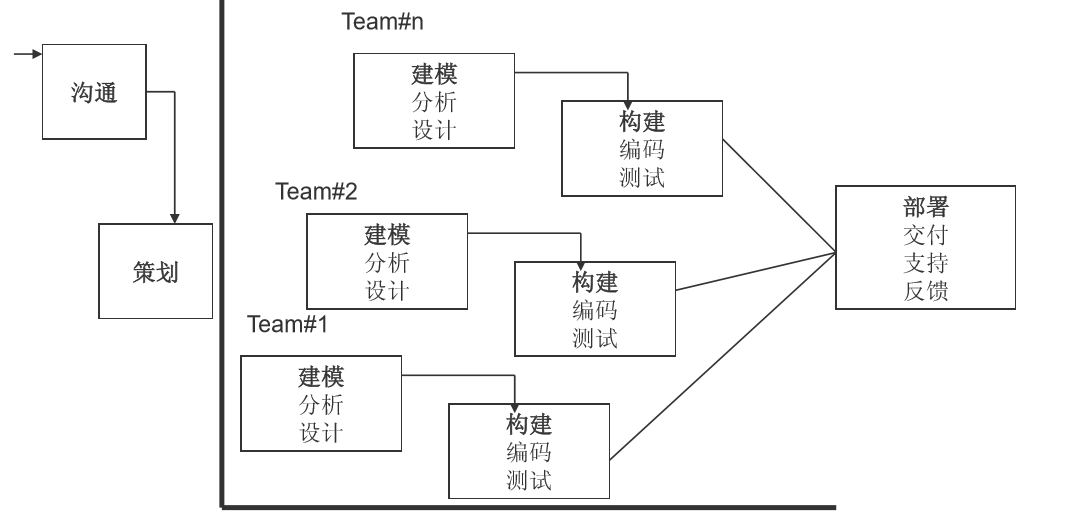 沟通
策划
Team#n
建模
分析
设计
构建
编码
测试
Team#2
建模
分析
设计
构建
编码
测试
Team#1
建模
分析
设计
构建
编码
测试
部署
交付
支持
反馈